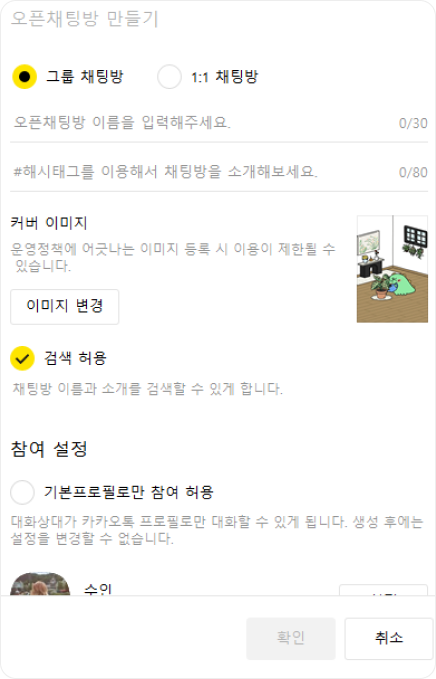 오픈채팅방 만들기
그룹 채팅방 1:1 채팅방
오픈채팅방 이름을 입력해주세요. 0/30
#해시태그를 이용해서 채팅방을 소개해보세요. 0/80
커버 이미지
운영정책에 어긋나는 이미지 등록 시 이용이 제한될 수
있습니다.
이미지 변경
검색 허용
채팅방 이름과 소개를 검색할 수 있게 합니다.
참여 설정
기본프로필로만 참여 허용
대화상대가 카카오톡 프로필로만 대화할 수 있게 됩니다. 생성 후에는
설정을 변경할 수 없습니다.
수인
확인 취소